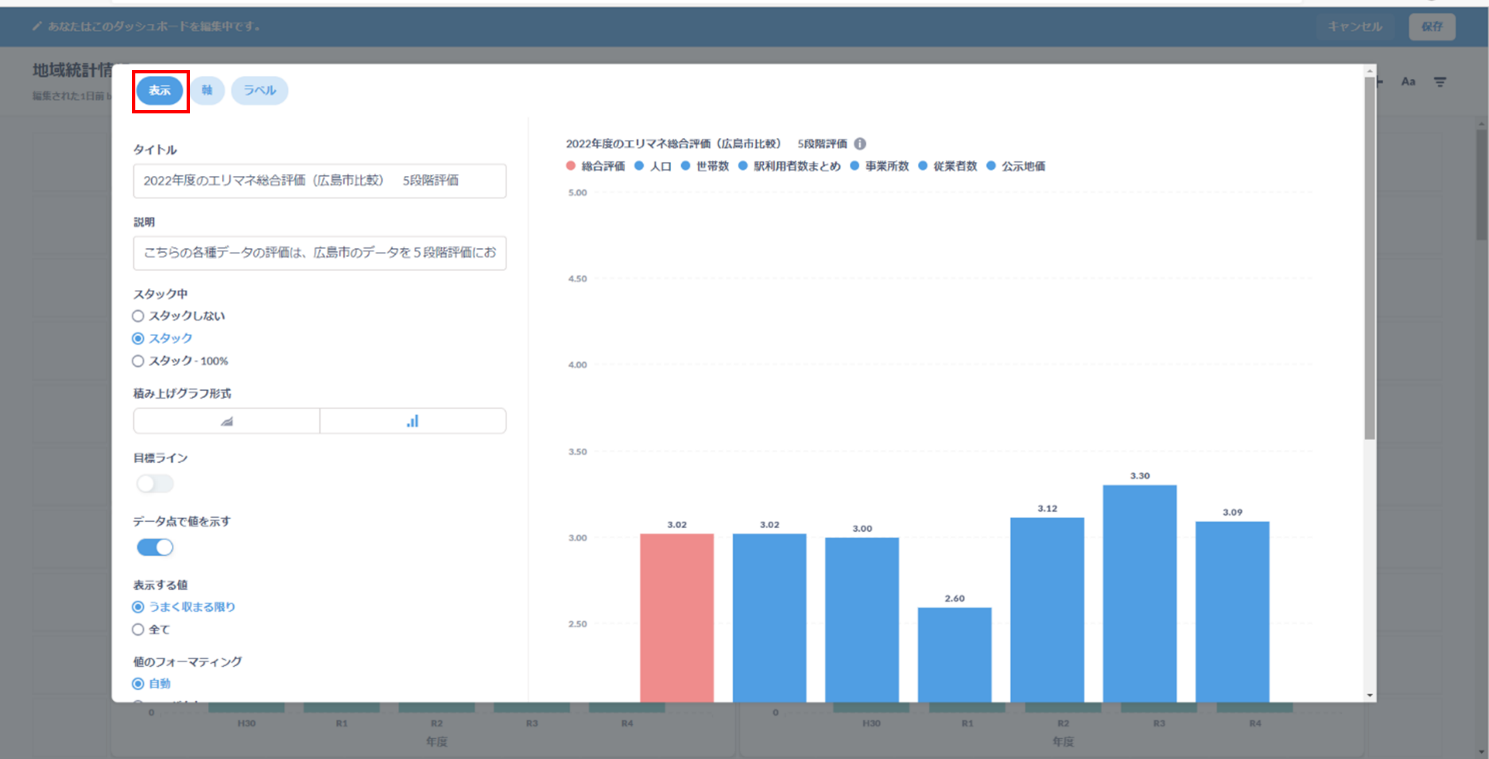 あなたはこのダッシュボードを編集中です。
キャンセル
保存
地域統計情
編集された1日前
Aa
表示
軸
ラベル
タイトル
2022年度のエリマネ総合評価（広島市比較）　5段階評価
説明
こちらの各種データの評価は、広島市のデータを５段階評価にお
スタック中
スタックしない
スタック
スタック - 100%
積み上げグラフ形式
目標ライン
データ点で値を示す
表示する値
うまく収まる限り
全て
値のフォーマティング
自動
2022年度のエリマネ総合評価（広島市比較）　5段階評価
総合評価 人口 世帯数 駅利用者数まとめ 事業所数 従業者数 公示地価
5.00
4.50
4.00
3.50
3.00
2.50
3.02
3.02
3.00
2.60
3.12
3.30
3.09
0
H30 R1 R2 R3 R4
年度
0
H30 R1 R2 R3 R4
年度